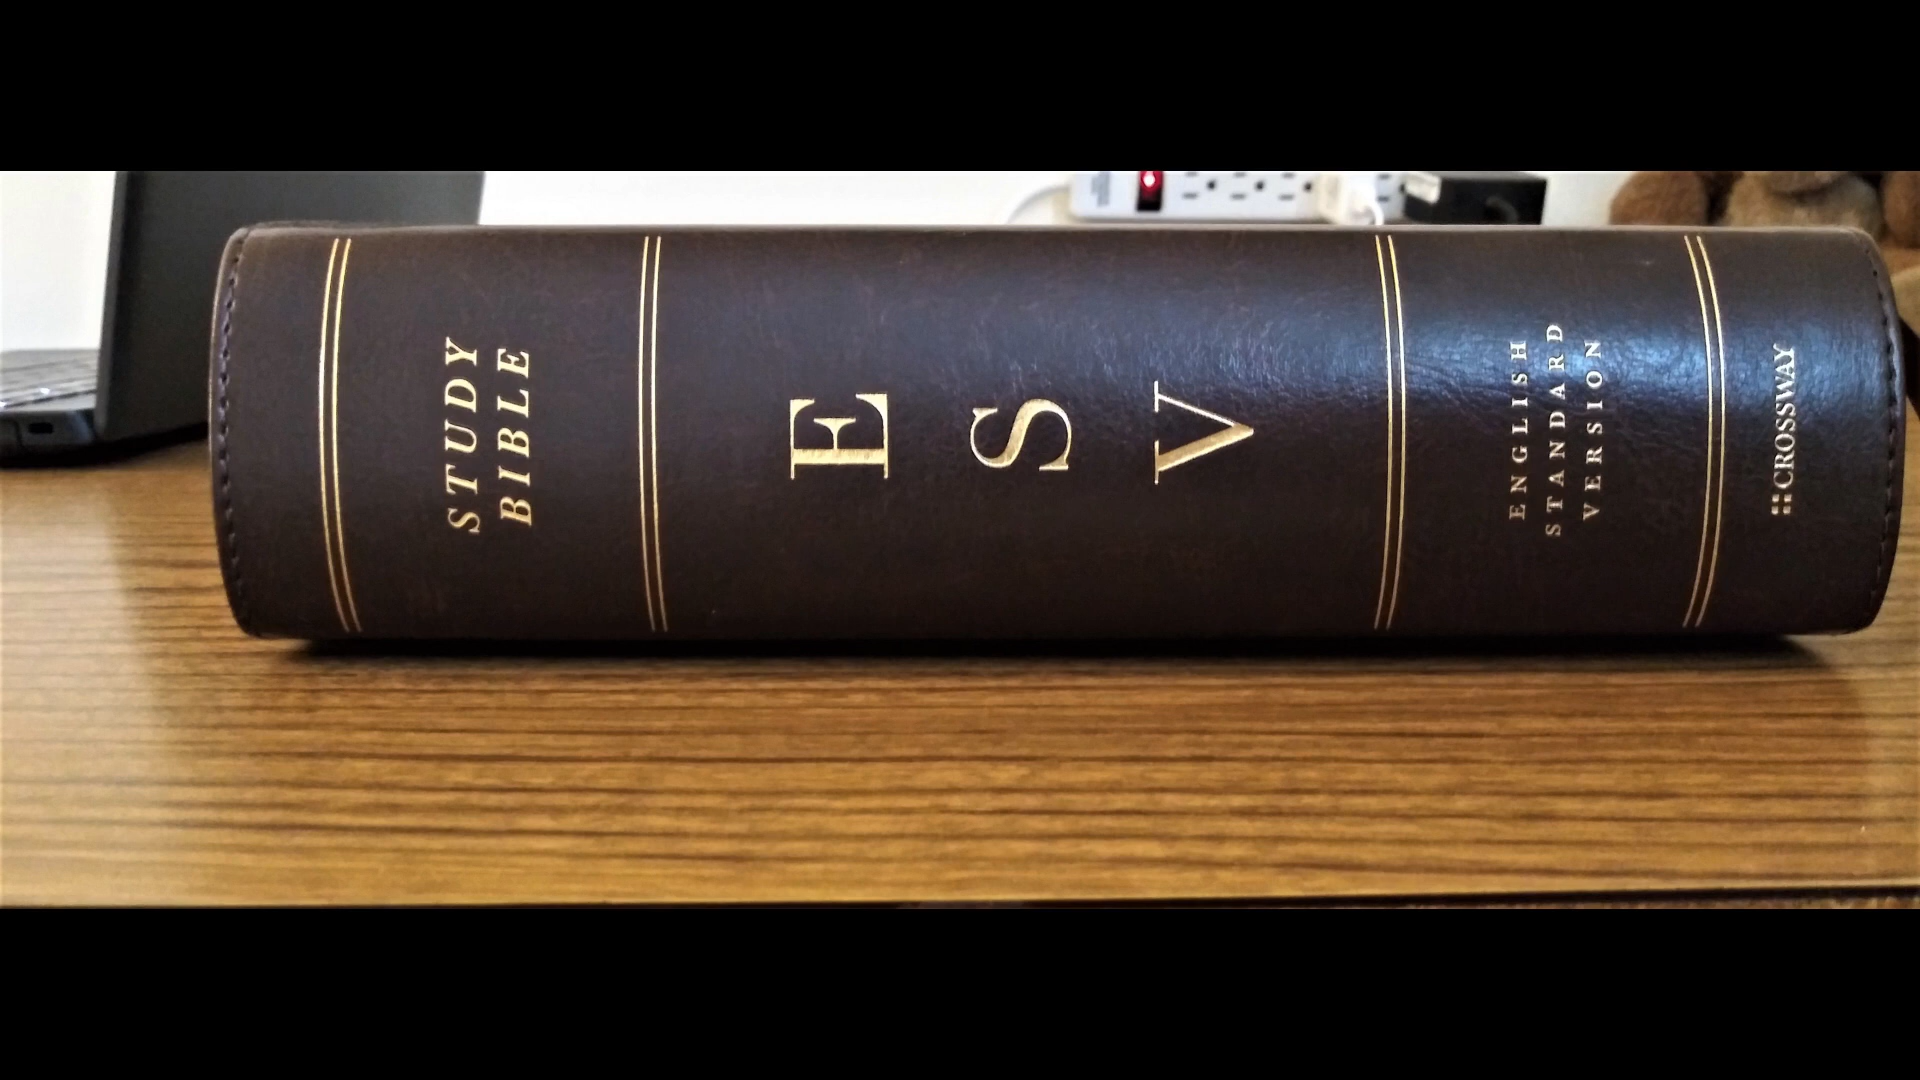 STUDY
BIBLE
E
S
V
ENGLISH
STANDARD
VERSION
CROSSWAY